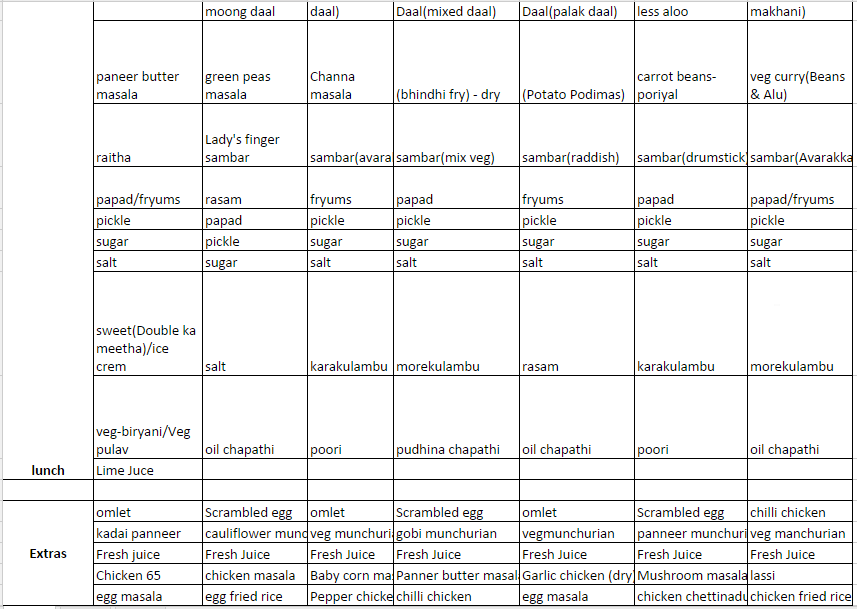 moong daal daal) Daal(mixed daal) Daal(palak daal) less aloo makhani)
paneer butter masala green peas masala Channa masala (bhindhi fry) - dry (Potato Podimas) carrot beans-poriyal veg curry(Beans & Alu)
raitha Lady's finger sambar sambar(avara sambar(mix veg) sambar(raddish) sambar(drumstick) sambar(Avarakka
papad/fryums rasam fryums papad fryums papad papad/fryums
pickle papad pickle pickle pickle pickle pickle
sugar pickle sugar sugar sugar sugar sugar
salt sugar salt salt salt salt salt
sweet(Double ka meetha)/ice crem salt karakulambu morekulambu rasam karakulambu morekulambu
veg-biryani/Veg pulav oil chapathi poori pudhina chapathi oil chapathi poori oil chapathi
lunch Lime Juce
omlet Scrambled egg omlet Scrambled egg omlet Scrambled egg chilli chicken
kadai panneer cauliflower munc veg munchuri gobi munchurian vegmunchurian panneer munchuri veg manchurian
Extras Fresh juice Fresh Juice Fresh Juice Fresh Juice Fresh Juice Fresh Juice Fresh Juice
Chicken 65 chicken masala Baby corn ma Panner butter masal Garlic chicken (dry) Mushroom masala lassi
egg masala egg fried rice Pepper chicke chilli chicken egg masala chicken chettinadu chicken fried rice